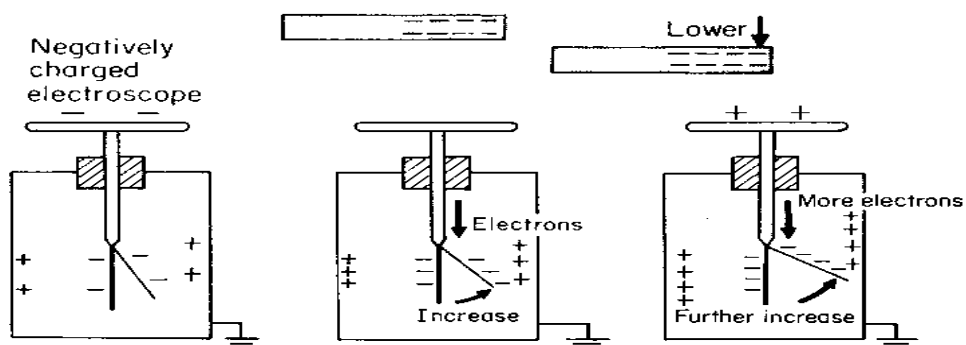 Negatively
charged
electroscope
Lower
Electrons
Increase
More electrons
Further increase